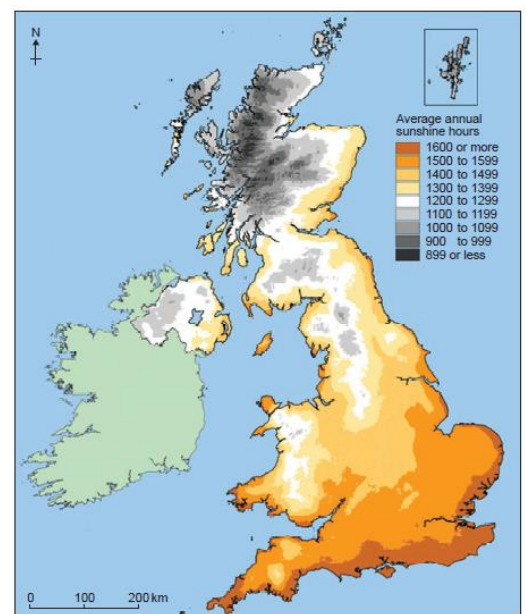 N
Average annual
sunshine hours
1600 or more
1500 to 1599
1400 to 1499
1300 to 1399
1200 to 1299
1100 to 1199
1000 to 1099
900 to 999
899 or less
0 100 200 km